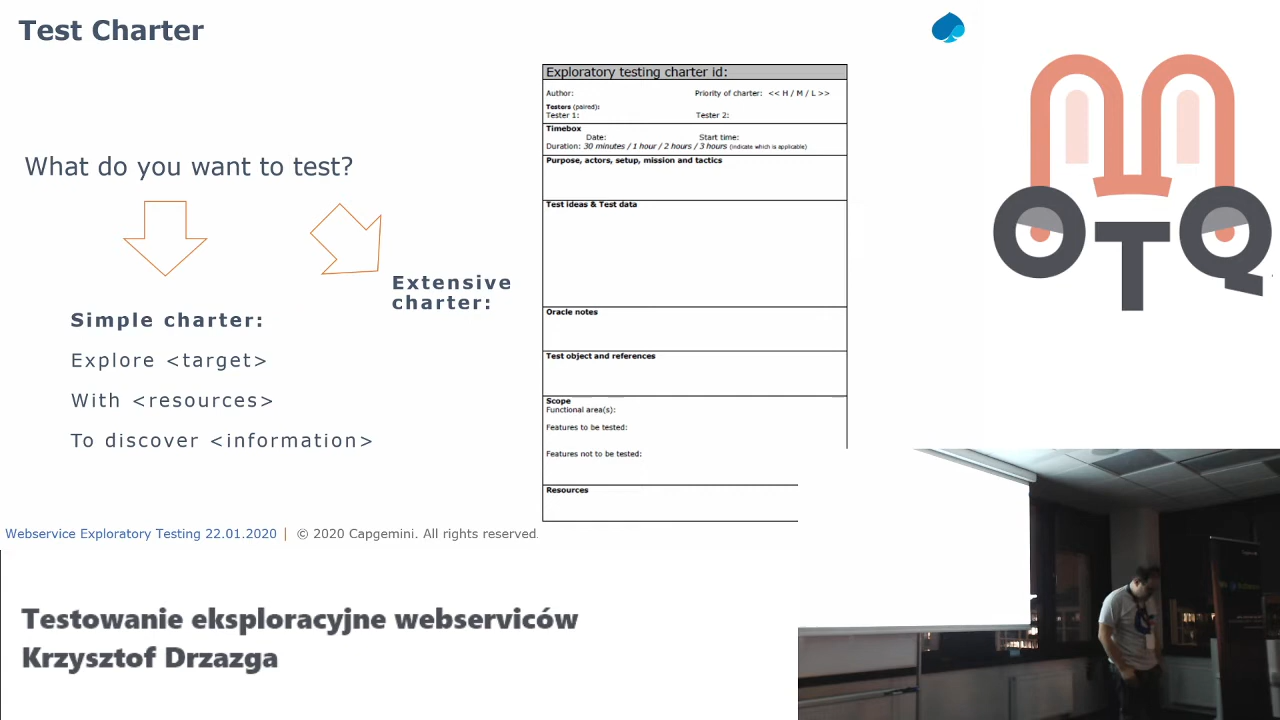 Test Charter
What do you want to test?
Simple charter:
Explore <target>
With <resources>
To discover <information>
Extensive
charter:
Exploratory testing charter id:
Author: Priority of charter: << H / M / L >>
Testers (paired):
Tester 1: Tester 2:
Timebox
Date: Start time:
Duration: 30 minutes / 1 hour / 2 hours / 3 hours (indicate which is applicable)
Purpose, actors, setup, mission and tactics
Test ideas & Test data
Oracle notes
Test object and references
Scope
Functional area(s):
Features to be tested:
Features not to be tested:
Resources
Webservice Exploratory Testing 22.01.2020 | © 2020 Capgemini. All rights reserved.
OTQ
Testowanie eksploracyjne webserviców
Krzysztof Drzazga